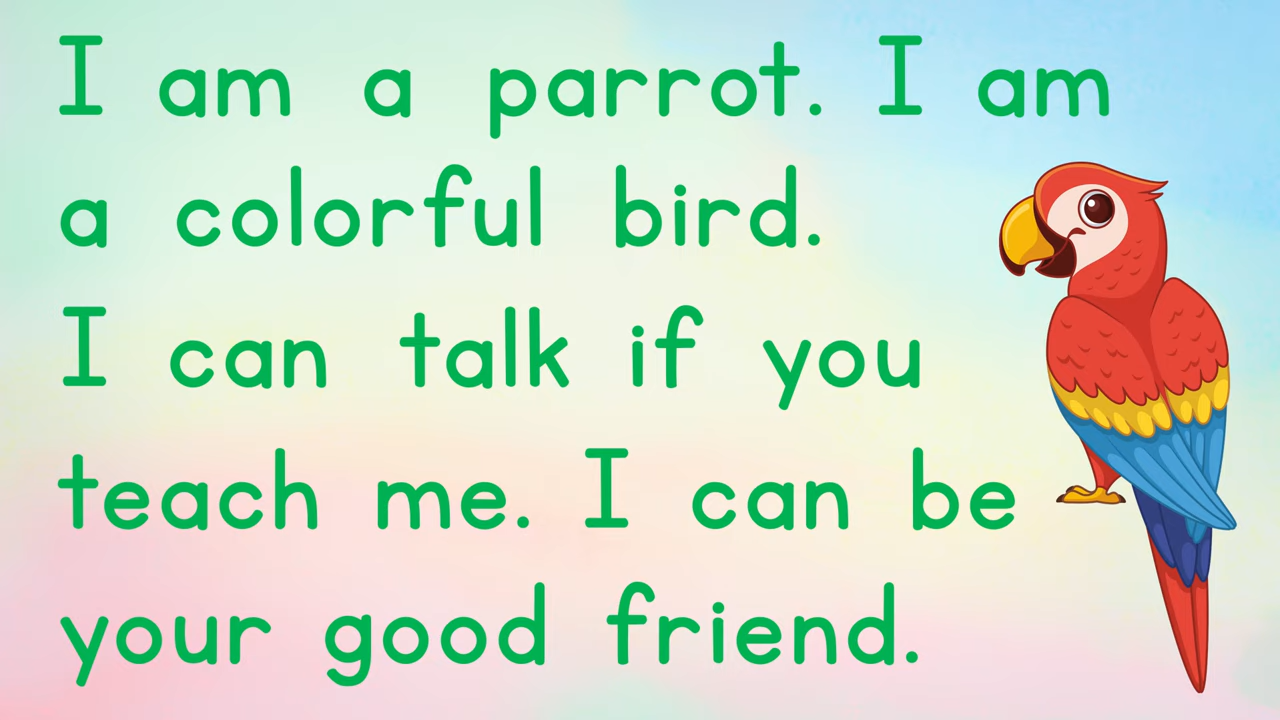 I am a parrot. I am
a colorful bird.
I can talk if you
teach me. I can be
your good friend.